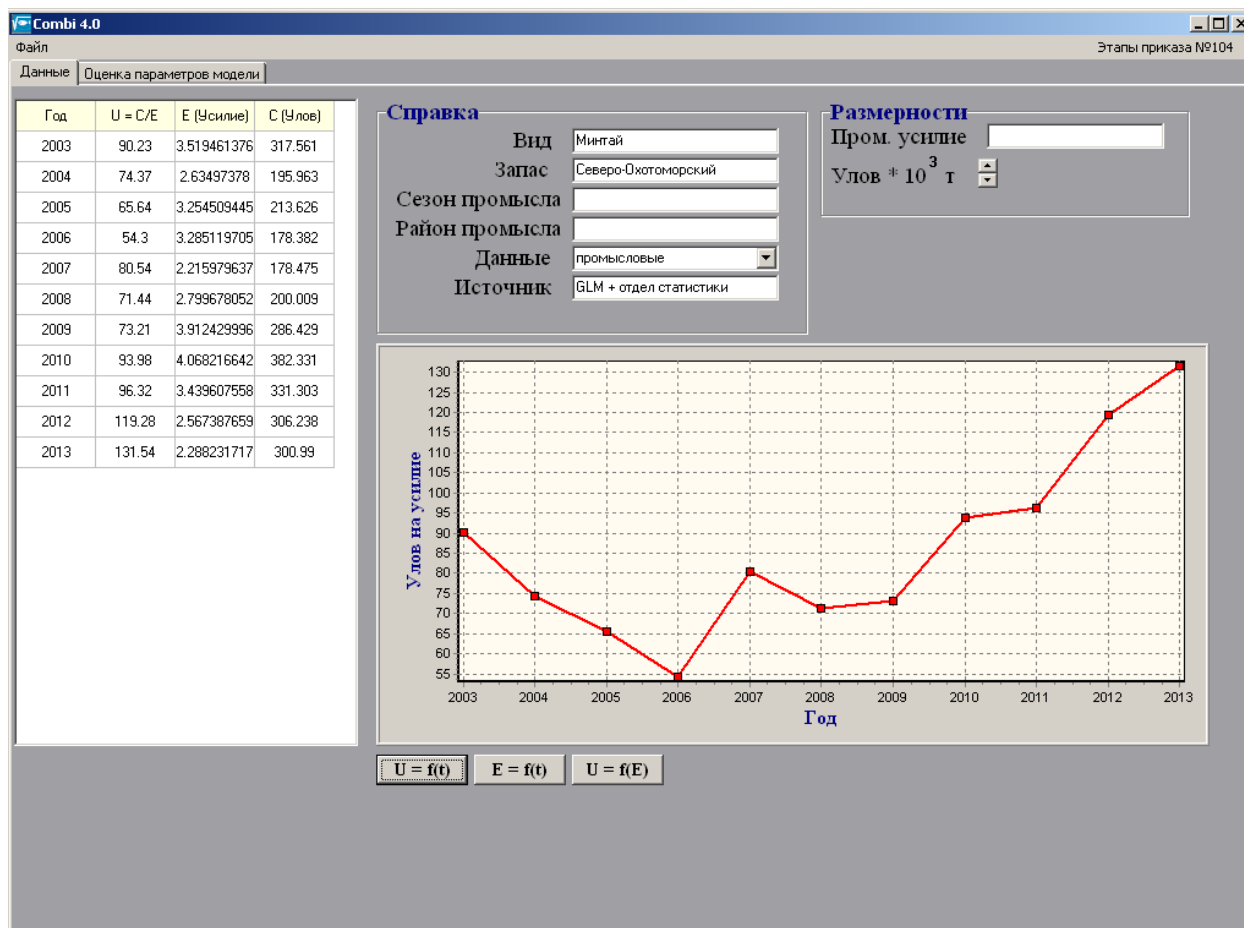 Combi 4.0
Файл
Этапы приказа №104
Данные
Оценка параметров модели
Год U = C/E E (Усилие) C (Улов)
2003 90.23 3.519461376 317.561
2004 74.37 2.63497378 195.963
2005 65.64 3.254509445 213.626
2006 54.3 3.285119705 178.382
2007 80.54 2.215979637 178.475
2008 71.44 2.799678052 200.009
2009 73.21 3.912429996 286.429
2010 93.98 4.068216642 382.331
2011 96.32 3.439607558 331.303
2012 119.28 2.567387659 306.238
2013 131.54 2.288231717 300.99
Справка
Вид Минтай
Запас Северо-Охотоморский
Сезон промысла
Район промысла
Данные промысловые
Источник GLM + отдел статистики
Размерности
Пром. усилие
Улов * 10 3 т
130
125
120
115
110
105
100
95
90
85
80
75
70
65
60
55
Улов на усилие
2003 2004 2005 2006 2007 2008 2009 2010 2011 2012 2013
Год
U = f(t) E = f(t) U = f(E)